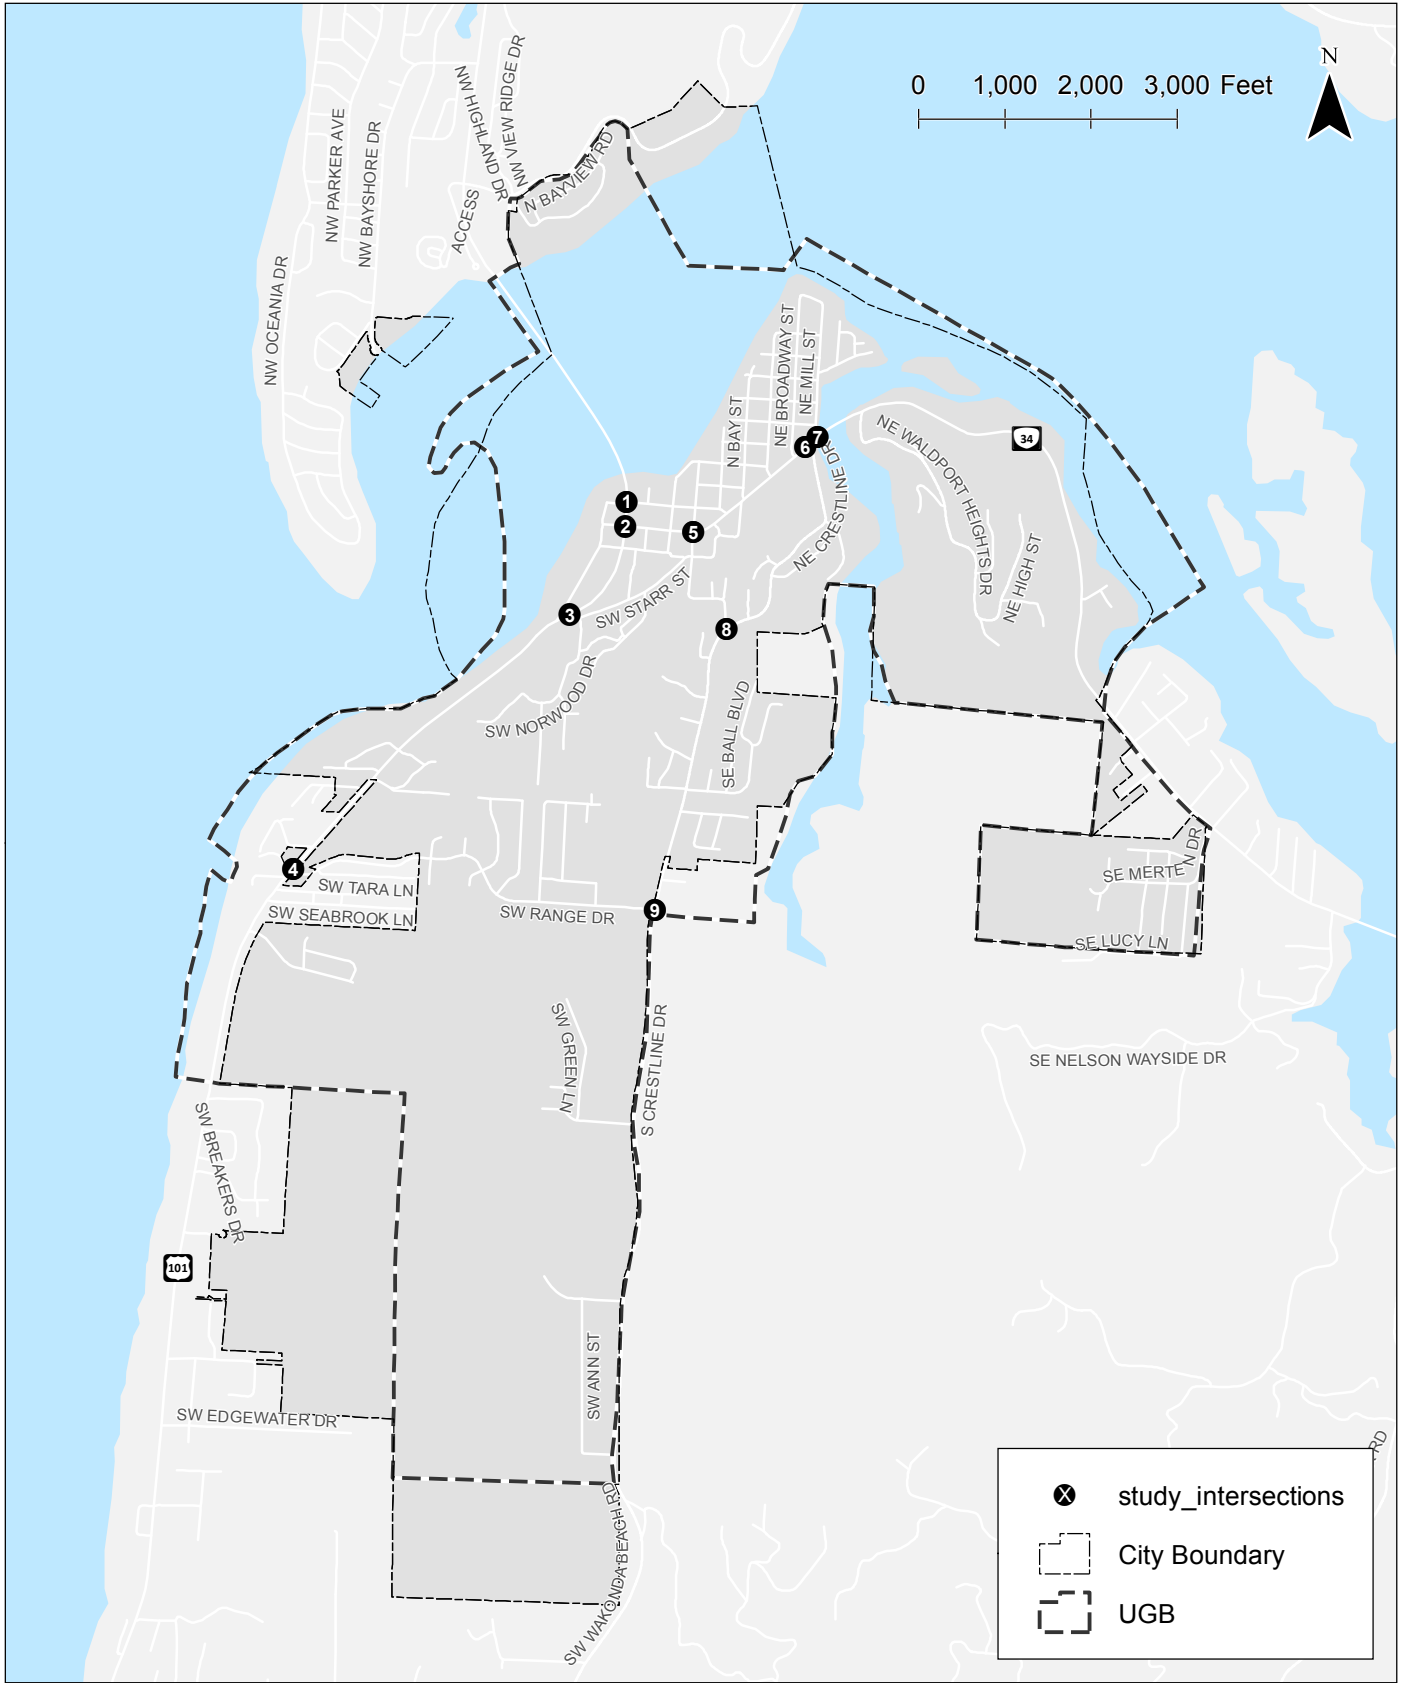 N
0 1,000 2,000 3,000 Feet
NW HIGHLAND DR
NW VIEW RIDGE DR
NW PARKER AVE
NW BAYSHORE DR
N BAYVIEW RD
ACCESS
NW OCEANIA DR
NE BROADWAY ST
NE MILL ST
N BAY ST
7
6
34
NE WALDPORT HEIGHTS DR
NE CRESTLINE DR
NE HIGH ST
1
2
5
3
SW STARR ST
8
SW NORWOOD DR
SE BALL BLVD
4
SW TARA LN
SW SEABROOK LN
SW RANGE DR
9
SE MERTEN DR
SE LUCY LN
SW GREEN LN
S CRESTLINE DR
SE NELSON WAYSIDE DR
SW BREAKERS DR
101
SW ANN ST
SW EDGEWATER DR
RD
SW WAKONDA BEACH RD
X study_intersections
City Boundary
UGB